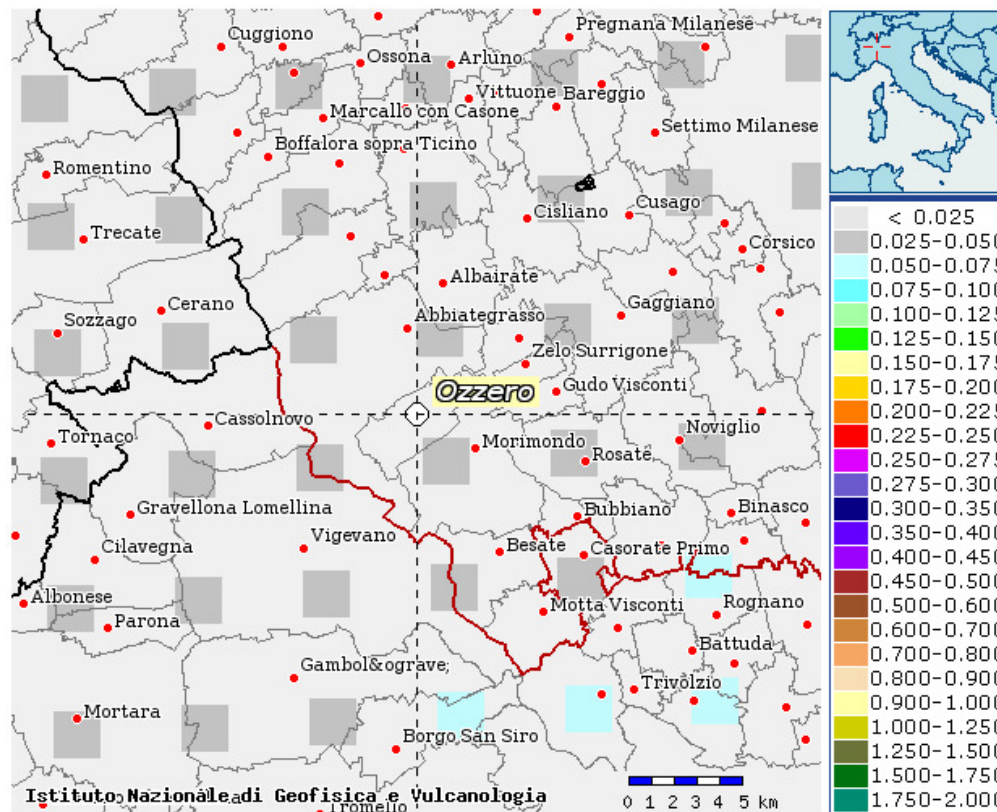 Cuggiono
Pregnana Milanese
Ossona
Arluno
Vittuone
Bareggio
Marcallo con Casone
Settimo Milanese
Boffalora sopra Ticino
Romentino
Cisliano
Cusago
Trecate
Corsico
Albairate
Cerano
Gaggiano
Sozzago
Abbiategrasso
Zelo Surrigone
Ozzero
Gudo Visconti
Cassolnovo
Noviglio
Tornaco
Morimondo
Rosate
Gravellona Lomellina
Bubbiano
Binasco
Vigevano
Besate
Casorate Primo
Cilavegna
Albonese
Motta Visconti
Rognano
Parona
Battuda
Gambol&ograve;
Trivolzio
Mortara
Borgo San Siro
Istituto Nazionale di Geofisica e Vulcanologia
Tromello
0 1 2 3 4 5 km
< 0.025
0.025-0.050
0.050-0.075
0.075-0.100
0.100-0.125
0.125-0.150
0.150-0.175
0.175-0.200
0.200-0.225
0.225-0.250
0.250-0.275
0.275-0.300
0.300-0.350
0.350-0.400
0.400-0.450
0.450-0.500
0.500-0.600
0.600-0.700
0.700-0.800
0.800-0.900
0.900-1.000
1.000-1.250
1.250-1.500
1.500-1.750
1.750-2.000